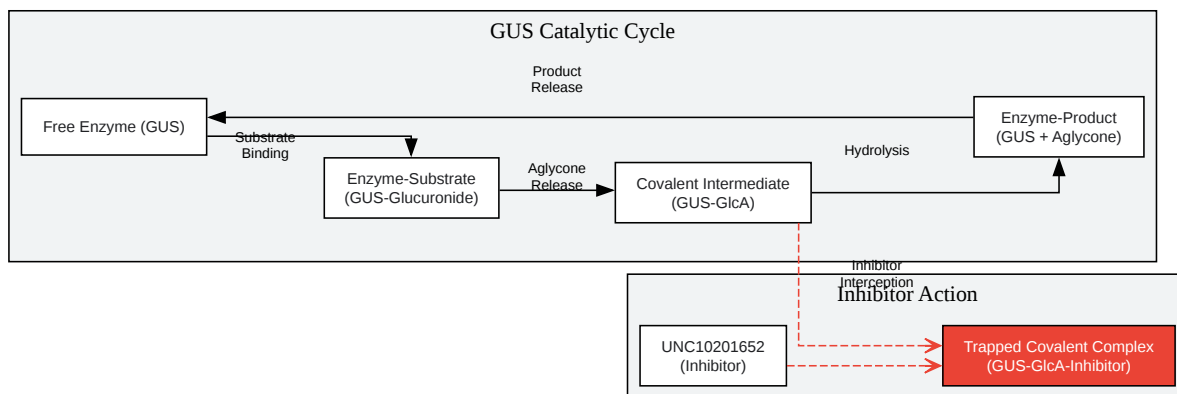 GUS Catalytic Cycle
Product
Release
Free Enzyme (GUS)
Substrate
Binding
Enzyme-Substrate
(GUS-Glucuronide)
Aglycone
Release
Covalent Intermediate
(GUS-GlcA)
Hydrolysis
Enzyme-Product
(GUS + Aglycone)
Inhibitor
Interception
Inhibitor Action
UNC10201652
(Inhibitor)
Trapped Covalent Complex
(GUS-GlcA-Inhibitor)